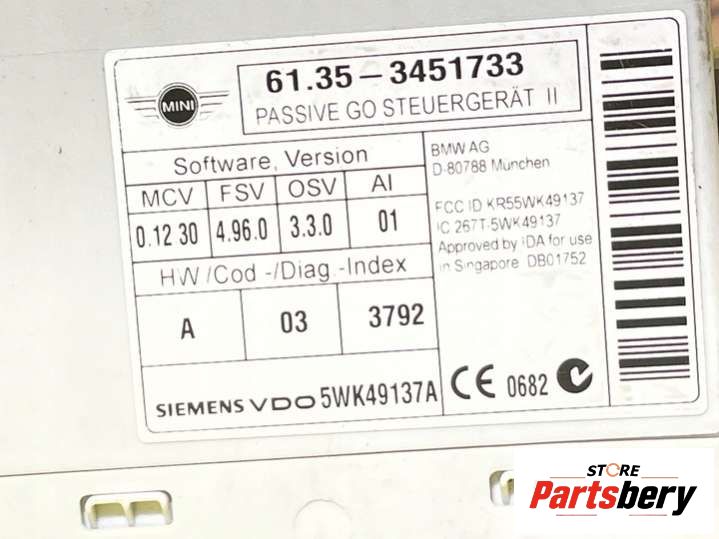 MINI
61.35-3451733
PASSIVE GO STEUERGERÄT II
Software, Version
MCV FSV OSV AI
0.12 30 4.96.0 3.3.0 01
HW/Cod-/Diag.-Index
A 03 3792
SIEMENS VDO 5WK49137A
BMW AG
D-80788 Munchen
FCC ID KR55WK49137
IC 267T-5WK49137
Approved by IDA for use
in Singapore DB01752
CE 0682
STORE
Partsbery